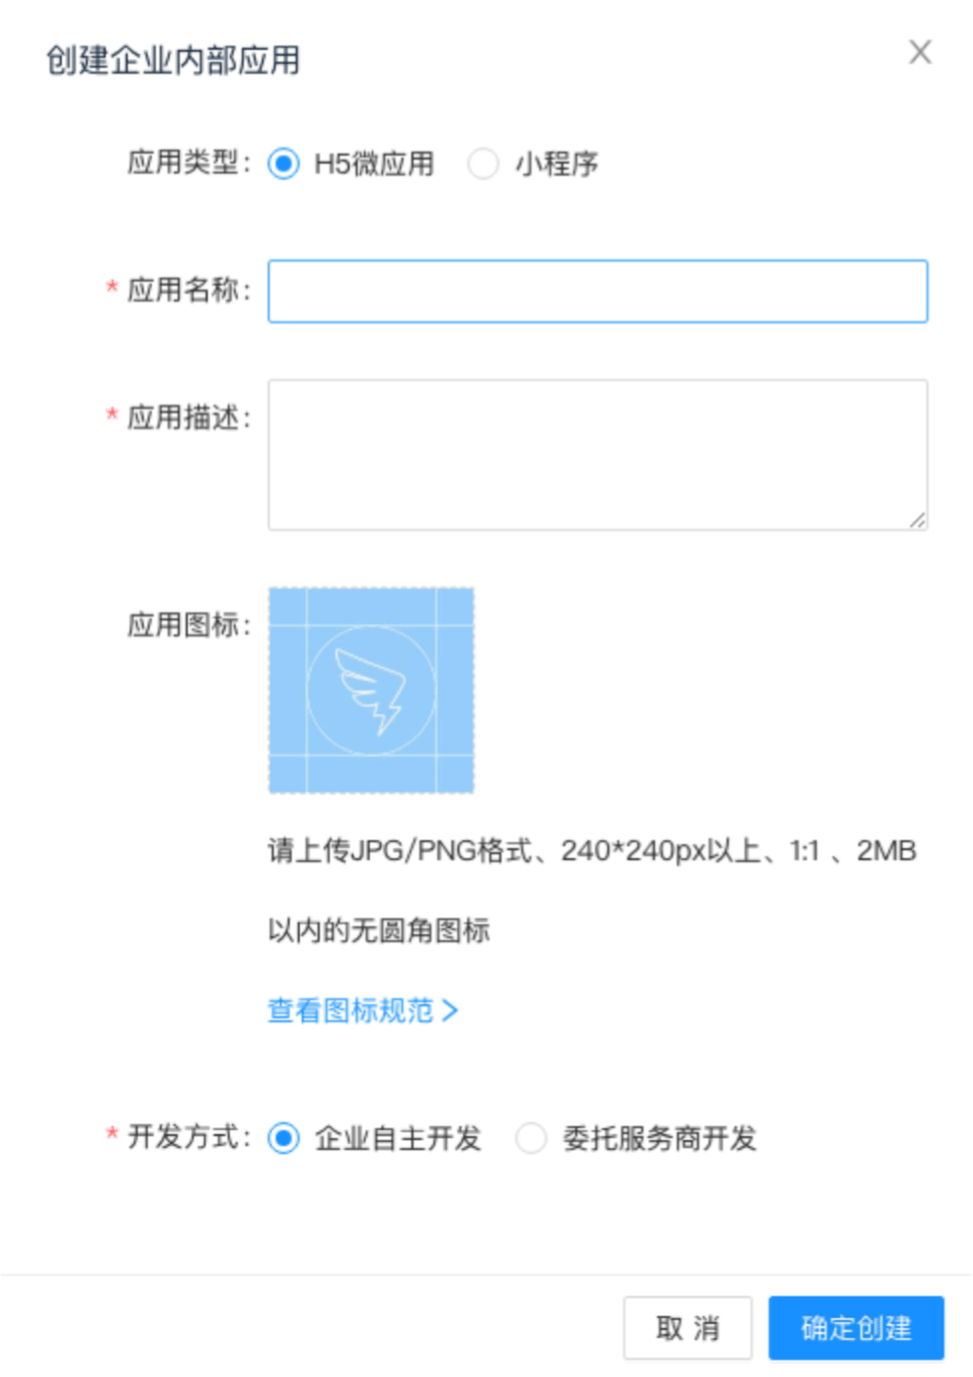 创建企业内部应用
应用类型: H5微应用 小程序
* 应用名称:
* 应用描述:
应用图标:
请上传JPG/PNG格式、240*240px以上、1:1 、2MB
以内的无圆角图标
查看图标规范 >
* 开发方式: 企业自主开发 委托服务商开发
取 消 确定创建